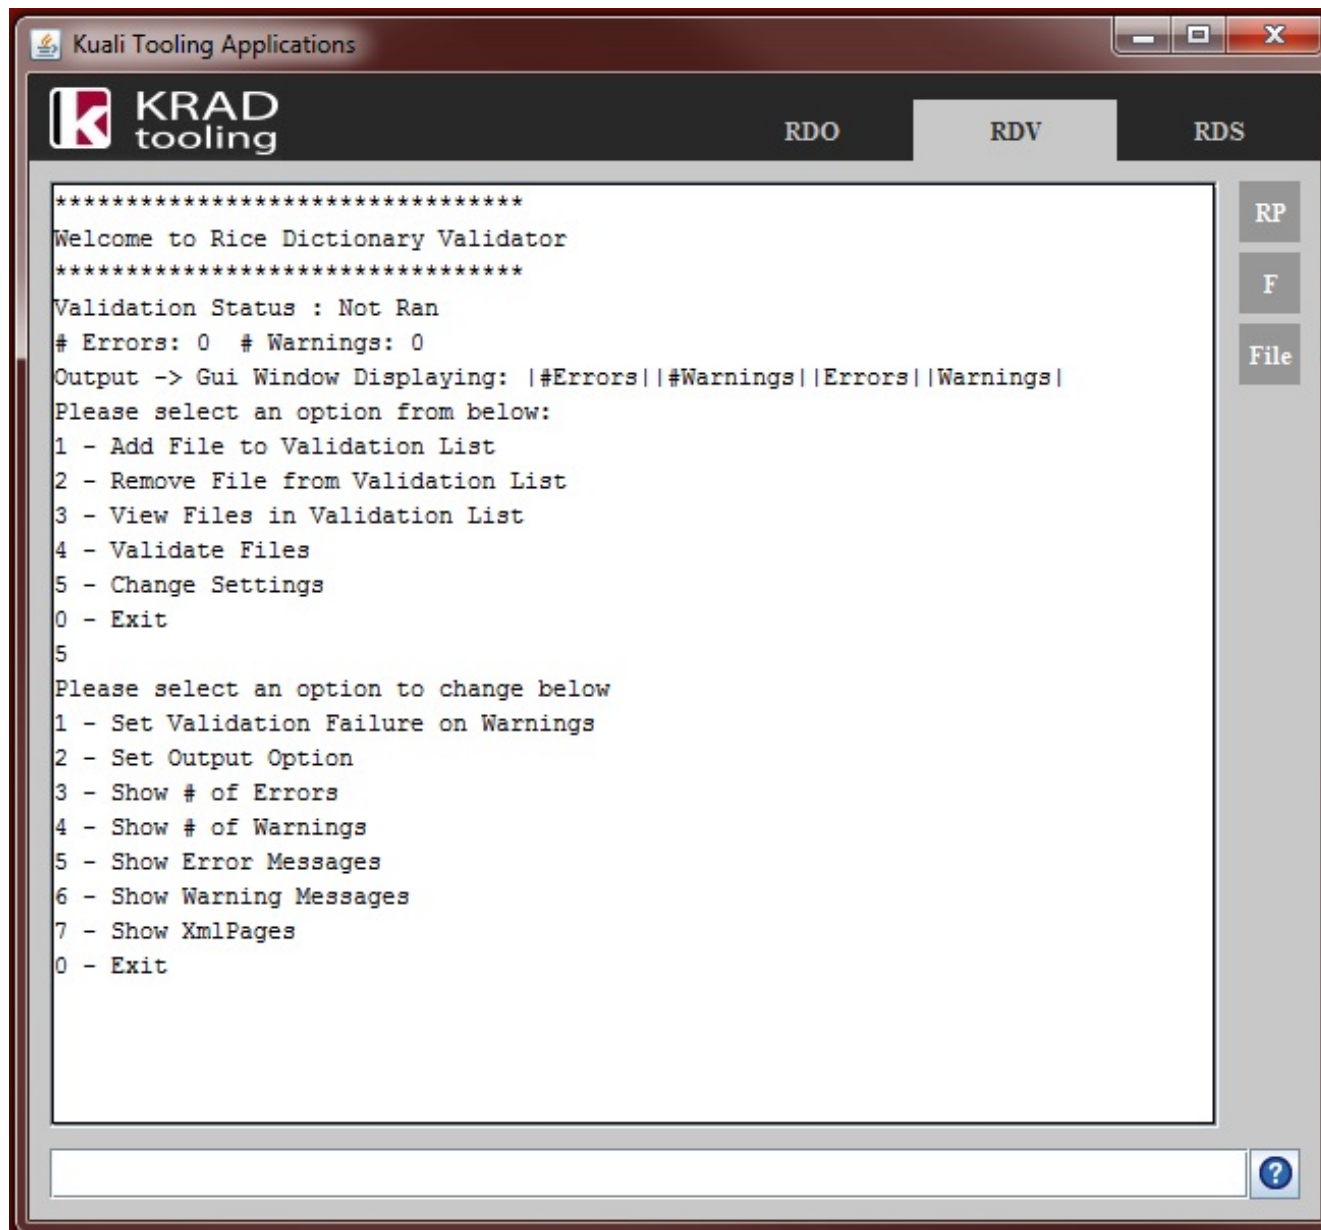 Kuali Tooling Applications
KRAD
tooling
RDO RDV RDS
*********************************
Welcome to Rice Dictionary Validator
*********************************
Validation Status : Not Ran
# Errors: 0  # Warnings: 0
Output -> Gui Window Displaying: |#Errors||#Warnings||Errors||Warnings|
Please select an option from below:
1 - Add File to Validation List
2 - Remove File from Validation List
3 - View Files in Validation List
4 - Validate Files
5 - Change Settings
0 - Exit
5
Please select an option to change below
1 - Set Validation Failure on Warnings
2 - Set Output Option
3 - Show # of Errors
4 - Show # of Warnings
5 - Show Error Messages
6 - Show Warning Messages
7 - Show XmlPages
0 - Exit
RP
F
File
?